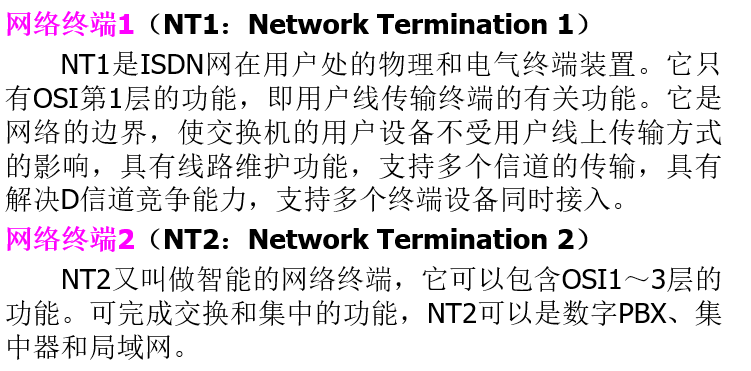 网络终端1（NT1：Network Termination 1）
NT1是ISDN网在用户处的物理和电气终端装置。它只
有OSI第1层的功能，即用户线传输终端的有关功能。它是
网络的边界，使交换机的用户设备不受用户线上传输方式
的影响，具有线路维护功能，支持多个信道的传输，具有
解决D信道竞争能力，支持多个终端设备同时接入。
网络终端2（NT2：Network Termination 2）
NT2又叫做智能的网络终端，它可以包含OSI1～3层的
功能。可完成交换和集中的功能，NT2可以是数字PBX、集
中器和局域网。